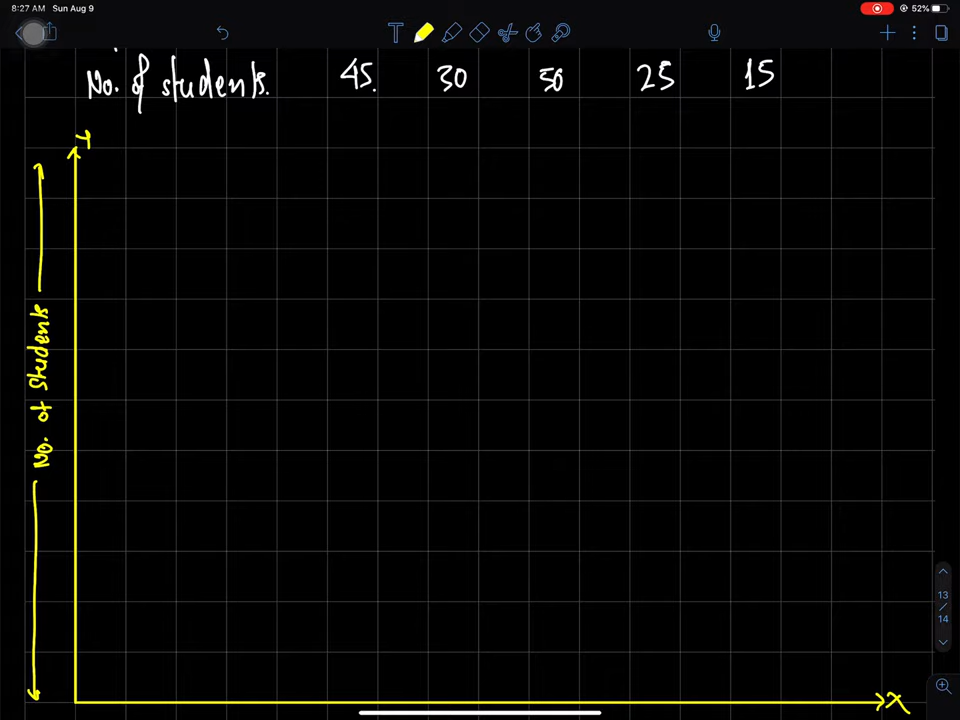 8:27 AM Sun Aug 9
52%
T
No. of students. 45. 30 50 25 15
Y
No. of students
X
13
/
14